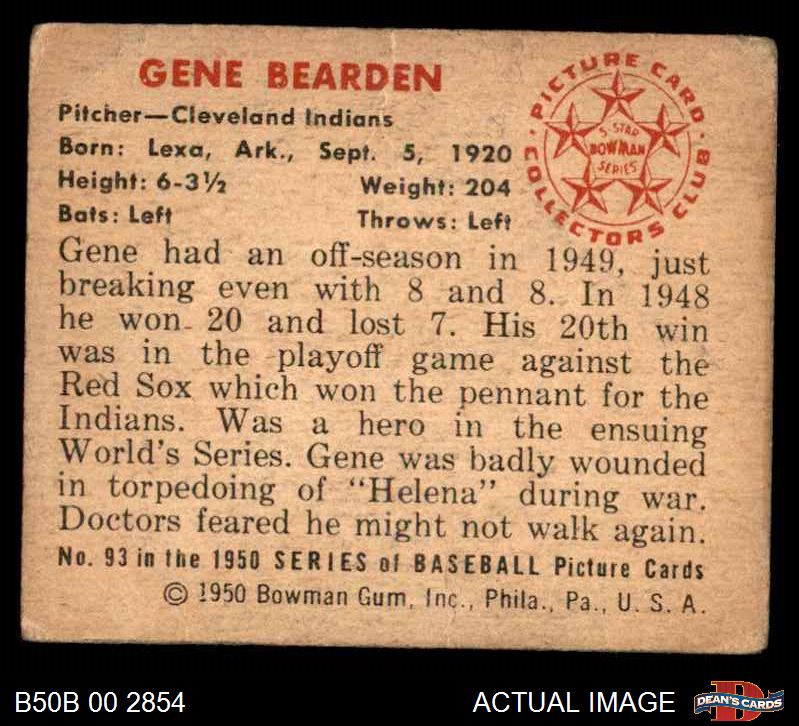 GENE BEARDEN
Pitcher—Cleveland Indians
Born: Lexa, Ark., Sept. 5, 1920
Height: 6-3½ Weight: 204
Bats: Left Throws: Left
PICTURE CARD
COLLECTORS CLUB
5-STAR
BOWMAN
SERIES
Gene had an off-season in 1949, just
breaking even with 8 and 8. In 1948
he won 20 and lost 7. His 20th win
was in the playoff game against the
Red Sox which won the pennant for the
Indians. Was a hero in the ensuing
World's Series. Gene was badly wounded
in torpedoing of "Helena" during war.
Doctors feared he might not walk again.
No. 93 in the 1950 SERIES of BASEBALL Picture Cards
© 1950 Bowman Gum, Inc., Phila., Pa., U. S. A.
B50B 00 2854
ACTUAL IMAGE
D
DEAN'S CARDS